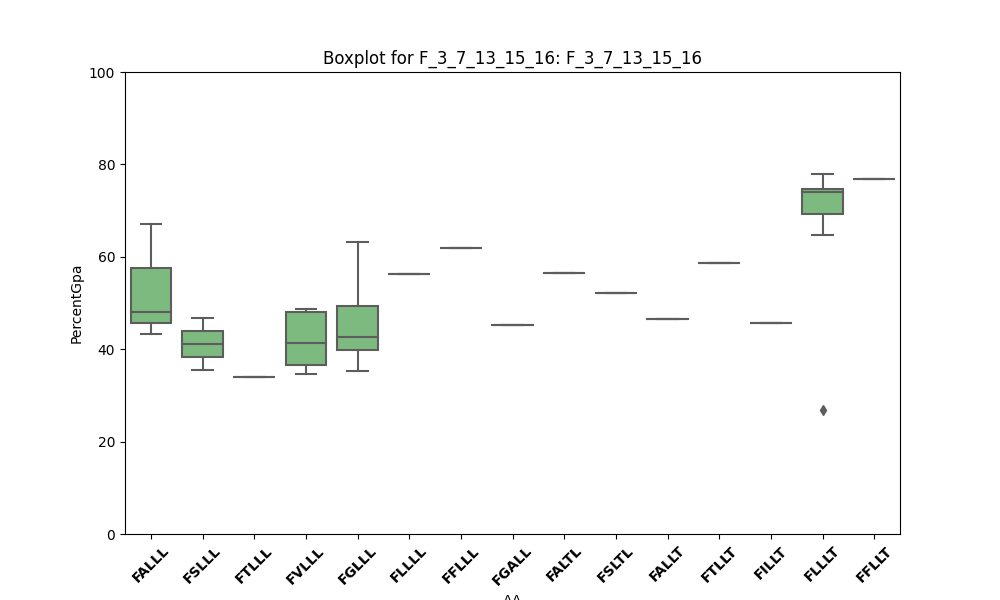 Boxplot for F_3_7_13_15_16: F_3_7_13_15_16
100
80
60
40
20
0
PercentGpa
FALLL
FSLLL
FTLLL
FVLLL
FGLLL
FLLLL
FFLLL
FGALL
FALTL
FSLTL
FALLT
FTLLT
FILLT
FLLLT
FFLLT
AA